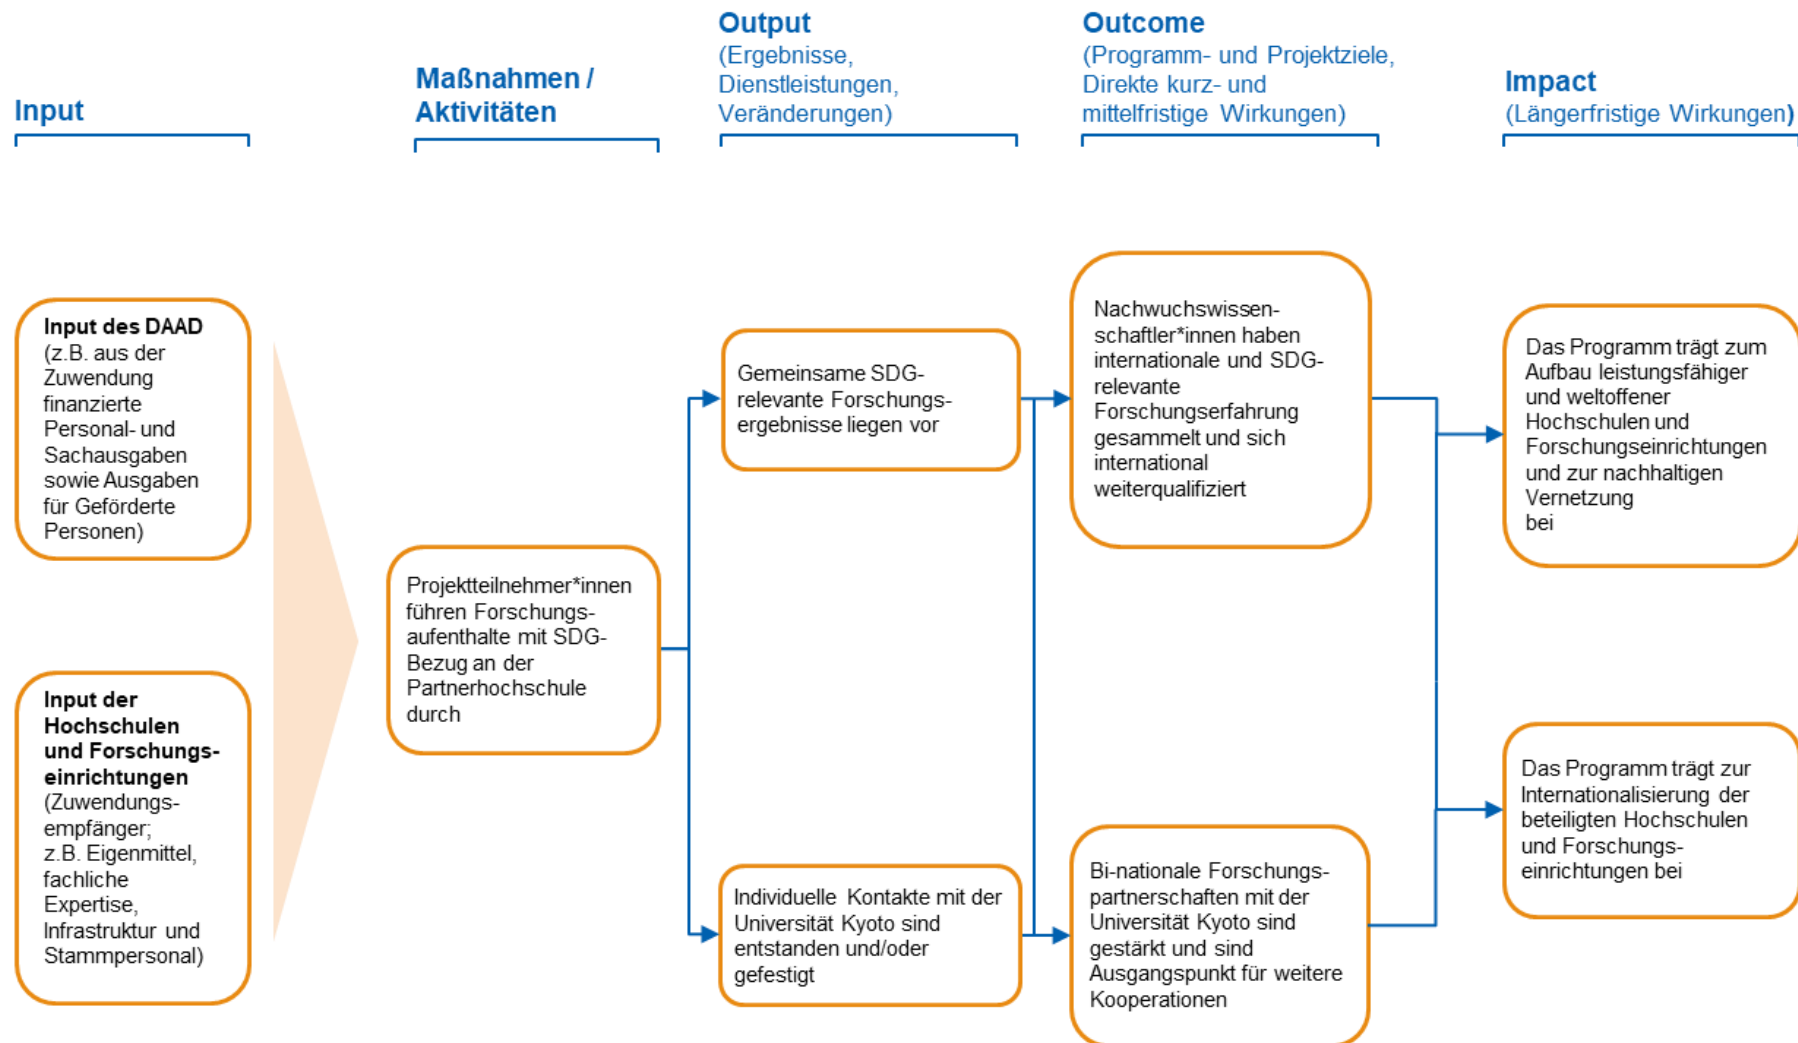 Input
Maßnahmen /
Aktivitäten
Output
(Ergebnisse,
Dienstleistungen,
Veränderungen)
Outcome
(Programm- und Projektziele,
Direkte kurz- und
mittelfristige Wirkungen)
Impact
(Längerfristige Wirkungen)
Input des DAAD
(z.B. aus der
Zuwendung
finanzierte
Personal- und
Sachausgaben
sowie Ausgaben
für Geförderte
Personen)
Input der
Hochschulen
und Forschungs-
einrichtungen
(Zuwendungs-
empfänger;
z.B. Eigenmittel,
fachliche
Expertise,
Infrastruktur und
Stammpersonal)
Projektteilnehmer*innen
führen Forschungs-
aufenthalte mit SDG-
Bezug an der
Partnerhochschule
durch
Gemeinsame SDG-
relevante Forschungs-
ergebnisse liegen vor
Individuelle Kontakte mit der
Universität Kyoto sind
entstanden und/oder
gefestigt
Nachwuchswissen-
schaftler*innen haben
internationale und SDG-
relevante
Forschungserfahrung
gesammelt und sich
international
weiterqualifiziert
Bi-nationale Forschungs-
partnerschaften mit der
Universität Kyoto sind
gestärkt und sind
Ausgangspunkt für weitere
Kooperationen
Das Programm trägt zum
Aufbau leistungsfähiger
und weltoffener
Hochschulen und
Forschungseinrichtungen
und zur nachhaltigen
Vernetzung
bei
Das Programm trägt zur
Internationalisierung der
beteiligten Hochschulen
und Forschungs-
einrichtungen bei